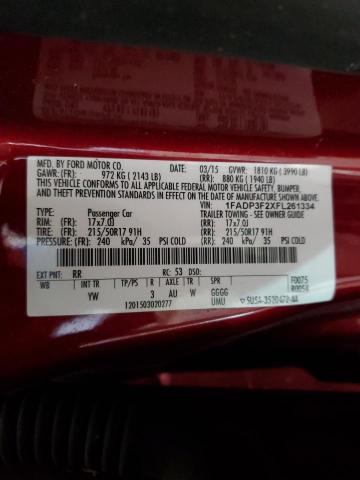 MFD. BY FORD MOTOR CO. DATE: 03/15 GVWR: 1810 KG (3990 LB)
GAWR: (FR): 972 KG (2143 LB) (RR): 880 KG (1940 LB)
THIS VEHICLE CONFORMS TO ALL APPLICABLE FEDERAL MOTOR VEHICLE SAFETY, BUMPER,
AND THEFT PREVENTION STANDARDS IN EFFECT ON THE DATE OF MANUFACTURE SHOWN ABOVE.
VIN: 1FADP3F2XFL261334
TYPE: Passenger Car TRAILER TOWING - SEE OWNER GUIDE
RIM: (FR): 17x7.0J (RR): 17x7.0J
TIRE: (FR): 215/50R17 91H (RR): 215/50R17 91H
PRESSURE: (FR): 240 kPa/ 35 PSI COLD (RR): 240 kPa/ 35 PSI COLD
EXT PNT: RR RC: 53 DSO: F0075
WB INT TR TP/PS R AXLE TR SPR
YW 3 AU W GGGG
1201503020277 UMU